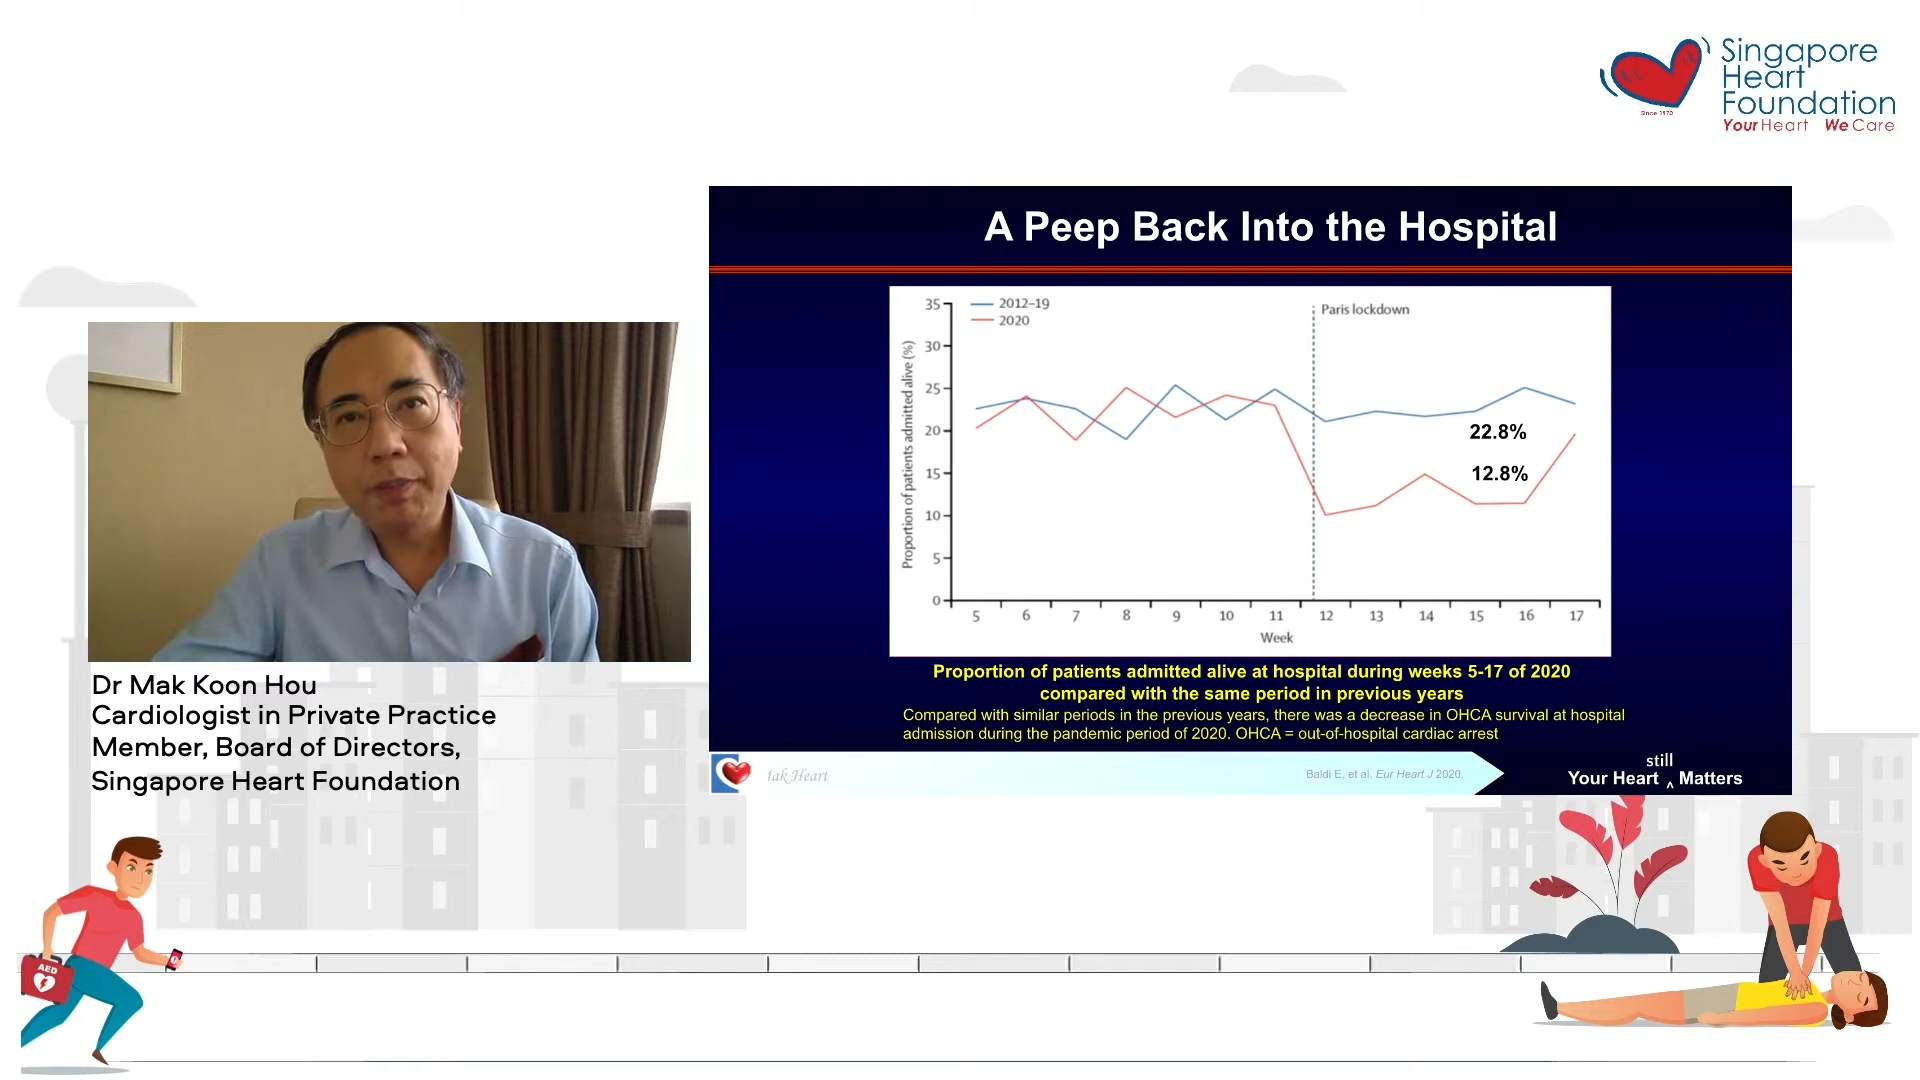 Singapore
Heart
Foundation
Your Heart We Care
Since 1970
A Peep Back Into the Hospital
2012–19
2020
Paris lockdown
35
30
25
20
15
10
5
0
Proportion of patients admitted alive (%)
22.8%
12.8%
5 6 7 8 9 10 11 12 13 14 15 16 17
Week
Proportion of patients admitted alive at hospital during weeks 5-17 of 2020
compared with the same period in previous years
Compared with similar periods in the previous years, there was a decrease in OHCA survival at hospital
admission during the pandemic period of 2020. OHCA = out-of-hospital cardiac arrest
Heart
Baldi E, et al. Eur Heart J 2020.
still
Your Heart ^ Matters
Dr Mak Koon Hou
Cardiologist in Private Practice
Member, Board of Directors,
Singapore Heart Foundation
AED